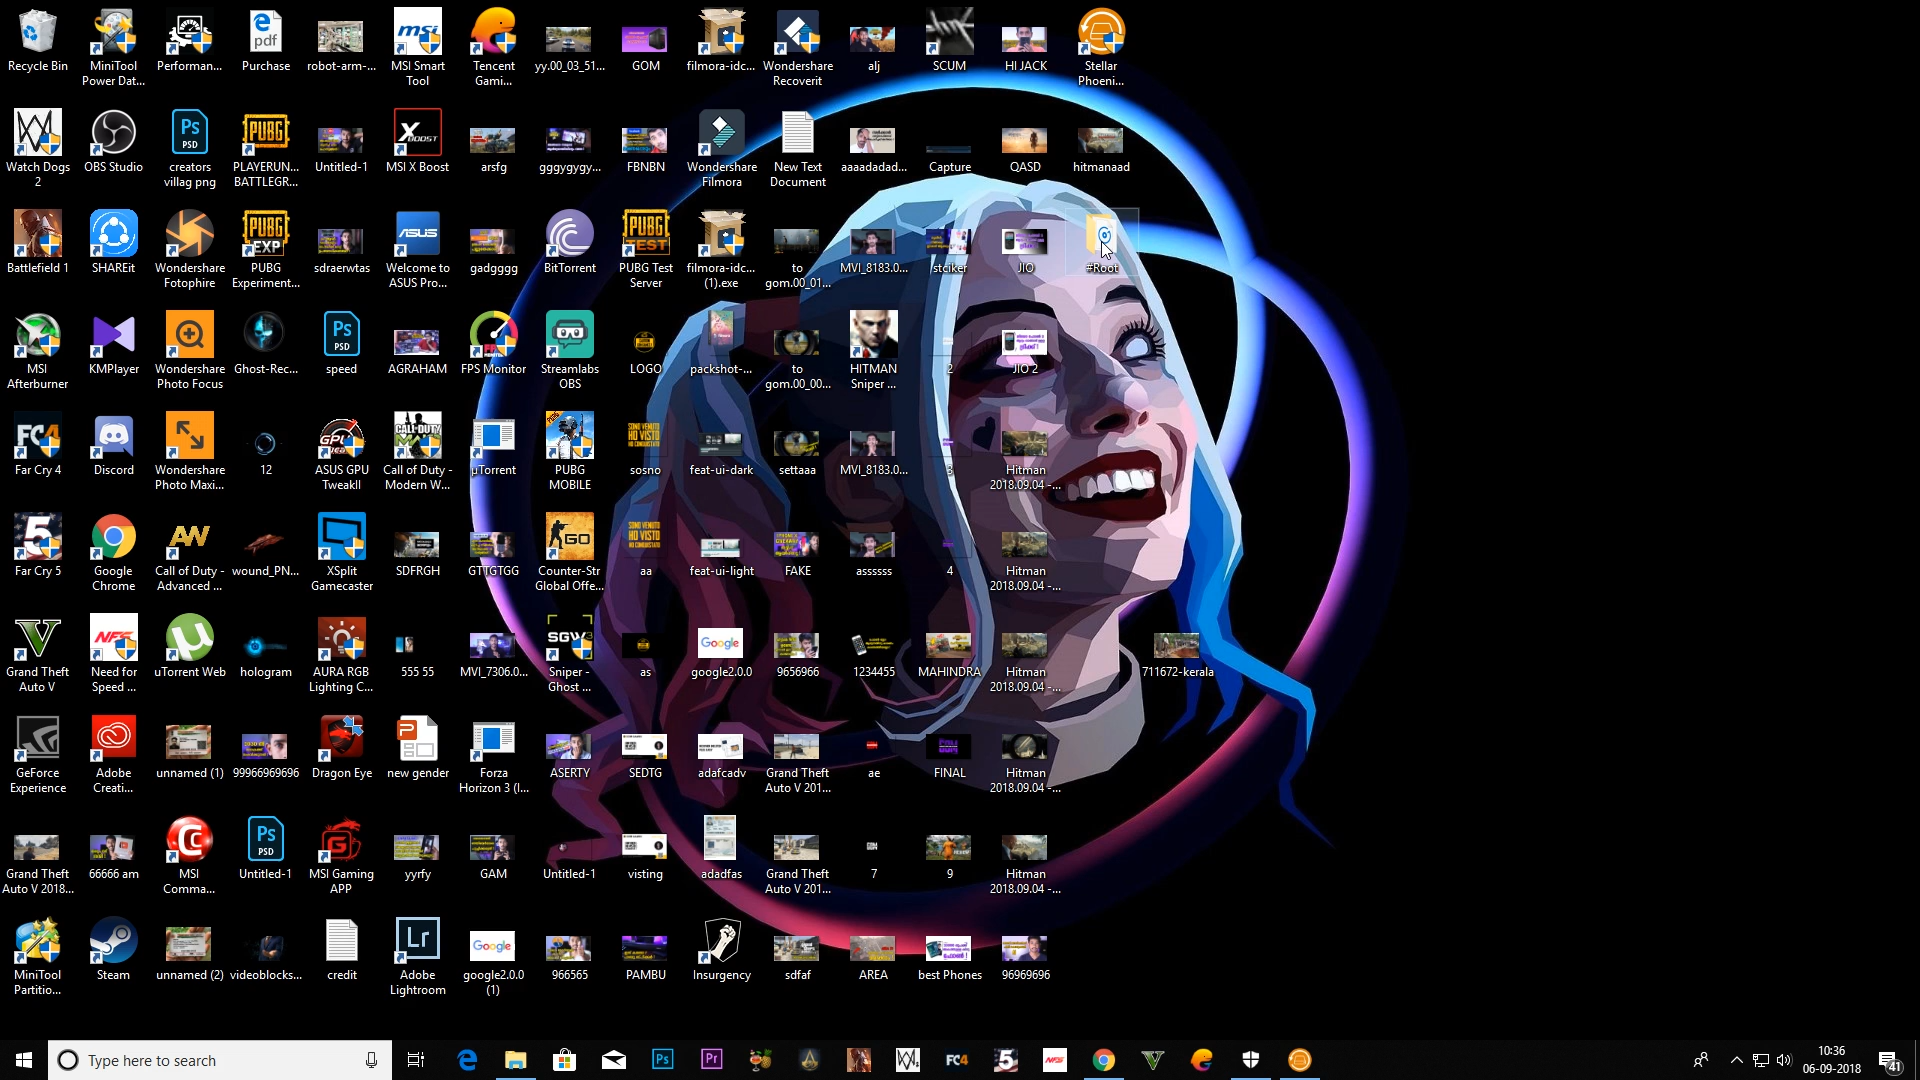 Recycle Bin
MiniTool
Power Dat...
Performan...
Purchase
robot-arm-...
MSI Smart
Tool
Tencent
Gami...
yy.00_03_51...
GOM
filmora-idc...
Wondershare
Recoverit
alj
SCUM
HI JACK
Stellar
Phoeni...
Watch Dogs
2
OBS Studio
creators
villag png
PLAYERUN...
BATTLEGR...
Untitled-1
MSI X Boost
arsfg
gggygygy...
FBNBN
Wondershare
Filmora
New Text
Document
aaaadadad...
Capture
QASD
hitmanaad
Battlefield 1
SHAREit
Wondershare
Fotophire
PUBG
Experiment...
sdraerwtas
Welcome to
ASUS Pro...
gadgggg
BitTorrent
PUBG Test
Server
filmora-idc...
(1).exe
to
gom.00_01...
MVI_8183.0...
stciker
JIO
#Root
MSI
Afterburner
KMPlayer
Wondershare
Photo Focus
Ghost-Rec...
speed
AGRAHAM
FPS Monitor
Streamlabs
OBS
LOGO
packshot-...
to
gom.00_00...
HITMAN
Sniper ...
2
JIO 2
Far Cry 4
Discord
Wondershare
Photo Maxi...
12
ASUS GPU
TweakII
Call of Duty -
Modern W...
µTorrent
PUBG
MOBILE
sosno
feat-ui-dark
settaaa
MVI_8183.0...
3
Hitman
2018.09.04 -...
Far Cry 5
Google
Chrome
Call of Duty -
Advanced ...
wound_PN...
XSplit
Gamecaster
SDFRGH
GTTGTGG
Counter-Str
Global Offe...
aa
feat-ui-light
FAKE
assssss
4
Hitman
2018.09.04 -...
Grand Theft
Auto V
Need for
Speed ...
uTorrent Web
hologram
AURA RGB
Lighting C...
555 55
MVI_7306.0...
Sniper -
Ghost ...
as
google2.0.0
9656966
1234455
MAHINDRA
Hitman
2018.09.04 -...
711672-kerala
GeForce
Experience
Adobe
Creati...
unnamed (1)
99966969696
Dragon Eye
new gender
Forza
Horizon 3 (I...
ASERTY
SEDTG
adafcadv
Grand Theft
Auto V 201...
ae
FINAL
Hitman
2018.09.04 -...
Grand Theft
Auto V 2018...
66666 am
MSI
Comma...
Untitled-1
MSI Gaming
APP
yyrfy
GAM
Untitled-1
visting
adadfas
Grand Theft
Auto V 201...
7
9
Hitman
2018.09.04 -...
MiniTool
Partitio...
Steam
unnamed (2)
videoblocks...
credit
Adobe
Lightroom
google2.0.0
(1)
966565
PAMBU
Insurgency
sdfaf
AREA
best Phones
96969696
Type here to search
10:36
06-09-2018
41